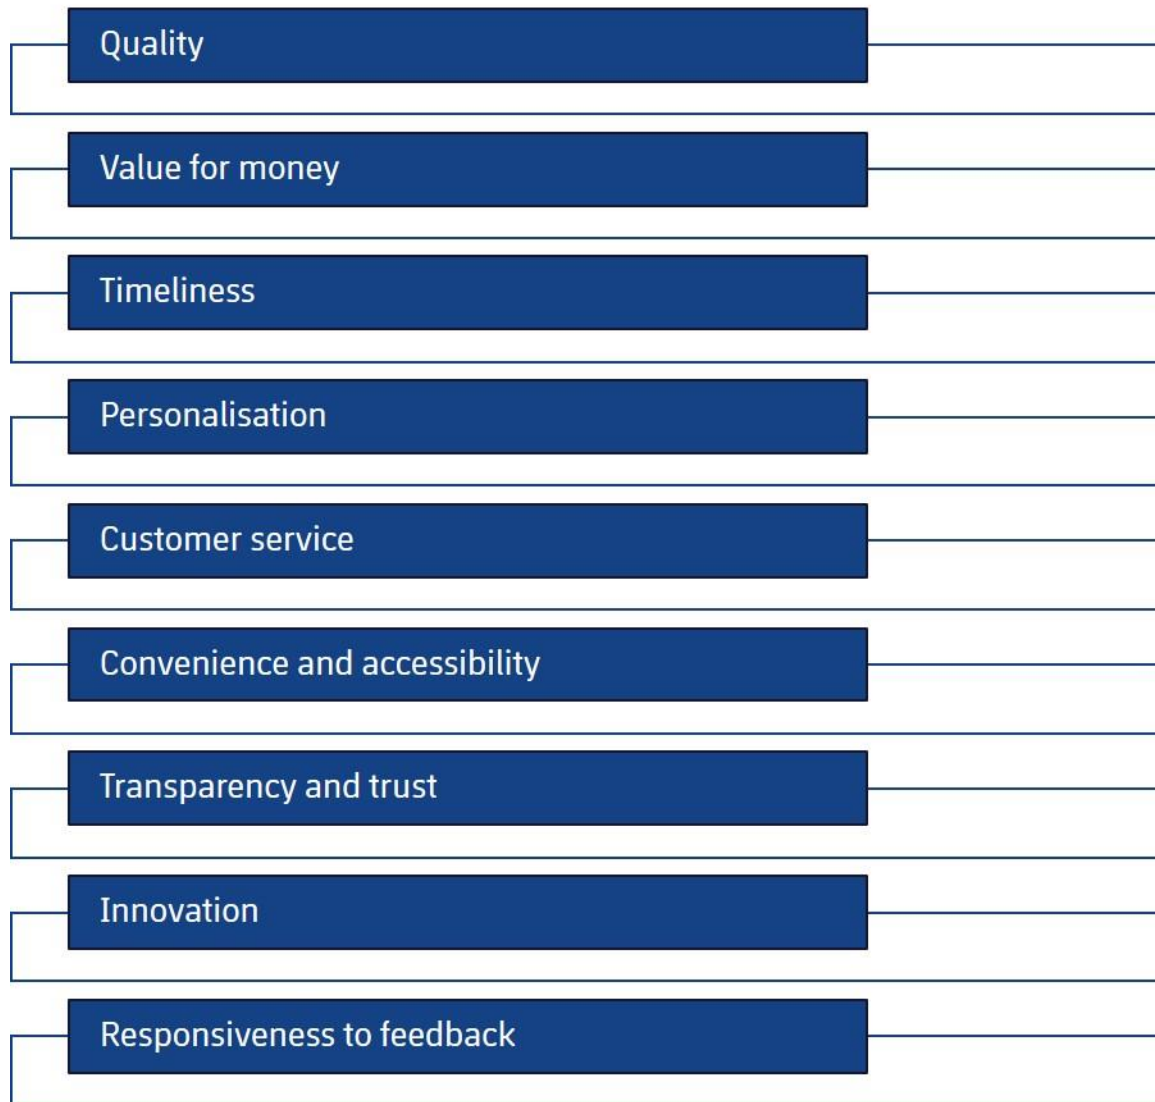 Quality
Value for money
Timeliness
Personalisation
Customer service
Convenience and accessibility
Transparency and trust
Innovation
Responsiveness to feedback